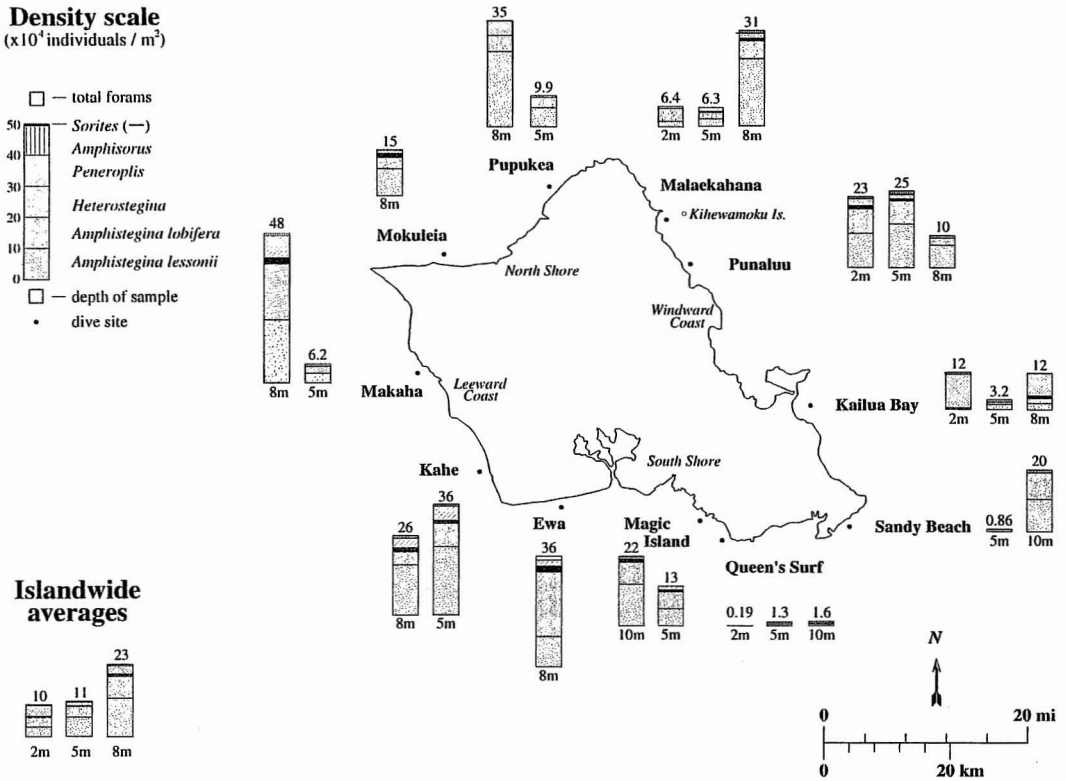 Density scale
(x10⁴ individuals / m²)
— total forams
50
40
30
20
10
0
Sorites (—)
Amphisorus
Peneroplis
Heterostegina
Amphistegina lobifera
Amphistegina lessonii
— depth of sample
• dive site
35
8m
9.9
5m
Pupukea
6.4
2m
6.3
5m
31
8m
Malaekahana
Kihewamoku Is.
15
8m
Mokuleia
North Shore
23
2m
25
5m
10
8m
Punaluu
Windward
Coast
48
8m
6.2
5m
Makaha
Leeward
Coast
12
2m
3.2
5m
12
8m
Kailua Bay
Kahe
26
8m
36
5m
Ewa
36
8m
South Shore
Magic
Island
22
10m
13
5m
Queen's Surf
0.19
2m
1.3
5m
1.6
10m
Sandy Beach
0.86
5m
20
10m
Islandwide
averages
10
2m
11
5m
23
8m
N
0
20 mi
0
20 km